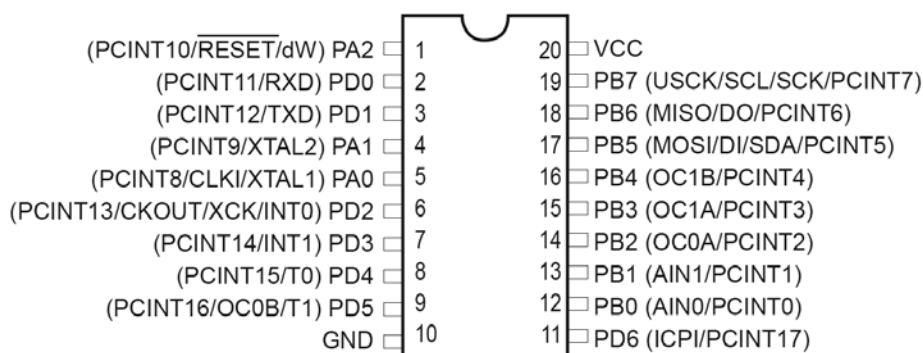 (PCINT10/RESET/dW) PA2 1 20 VCC
(PCINT11/RXD) PD0 2 19 PB7 (USCK/SCL/SCK/PCINT7)
(PCINT12/TXD) PD1 3 18 PB6 (MISO/DO/PCINT6)
(PCINT9/XTAL2) PA1 4 17 PB5 (MOSI/DI/SDA/PCINT5)
(PCINT8/CLKI/XTAL1) PA0 5 16 PB4 (OC1B/PCINT4)
(PCINT13/CKOUT/XCK/INT0) PD2 6 15 PB3 (OC1A/PCINT3)
(PCINT14/INT1) PD3 7 14 PB2 (OC0A/PCINT2)
(PCINT15/T0) PD4 8 13 PB1 (AIN1/PCINT1)
(PCINT16/OC0B/T1) PD5 9 12 PB0 (AIN0/PCINT0)
GND 10 11 PD6 (ICPI/PCINT17)